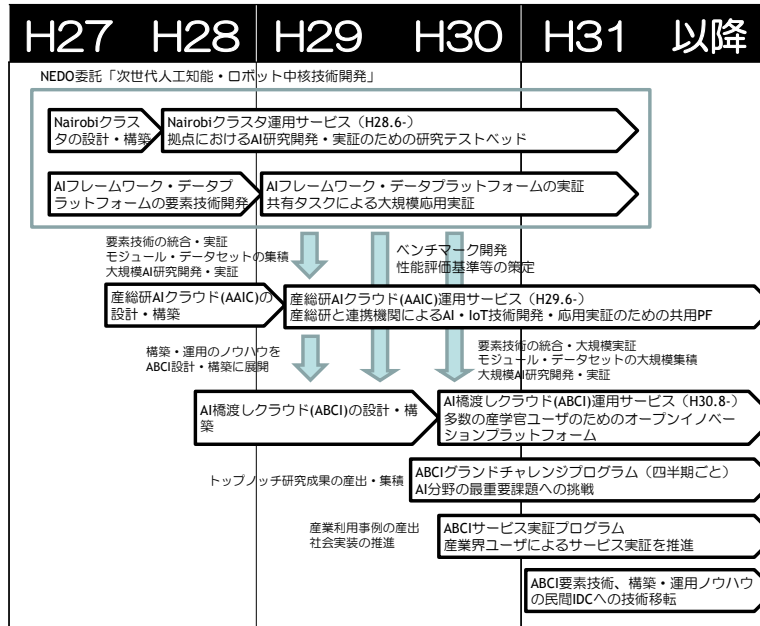 H27 H28 H29 H30 H31 以降
NEDO委託「次世代人工知能・ロボット中核技術開発」
Nairobiクラス
タの設計・構築
Nairobiクラスタ運用サービス（H28.6-）
拠点におけるAI研究開発・実証のための研究テストベッド
AIフレームワーク・データプ
ラットフォームの要素技術開発
AIフレームワーク・データプラットフォームの実証
共有タスクによる大規模応用実証
要素技術の統合・実証
モジュール・データセットの集積
大規模AI研究開発・実証
ベンチマーク開発
性能評価基準等の策定
産総研AIクラウド(AAIC)の
設計・構築
産総研AIクラウド(AAIC)運用サービス（H29.6-）
産総研と連携機関によるAI・IoT技術開発・応用実証のための共用PF
構築・運用のノウハウを
ABCI設計・構築に展開
要素技術の統合・大規模実証
モジュール・データセットの大規模集積
大規模AI研究開発・実証
AI橋渡しクラウド(ABCI)の設計・構
築
AI橋渡しクラウド(ABCI)運用サービス（H30.8-）
多数の産学官ユーザのためのオープンイノベー
ションプラットフォーム
トップノッチ研究成果の産出・集積
ABCIグランドチャレンジプログラム（四半期ごと）
AI分野の最重要課題への挑戦
産業利用事例の産出
社会実装の推進
ABCIサービス実証プログラム
産業界ユーザによるサービス実証を推進
ABCI要素技術、構築・運用ノウハウ
の民間IDCへの技術移転